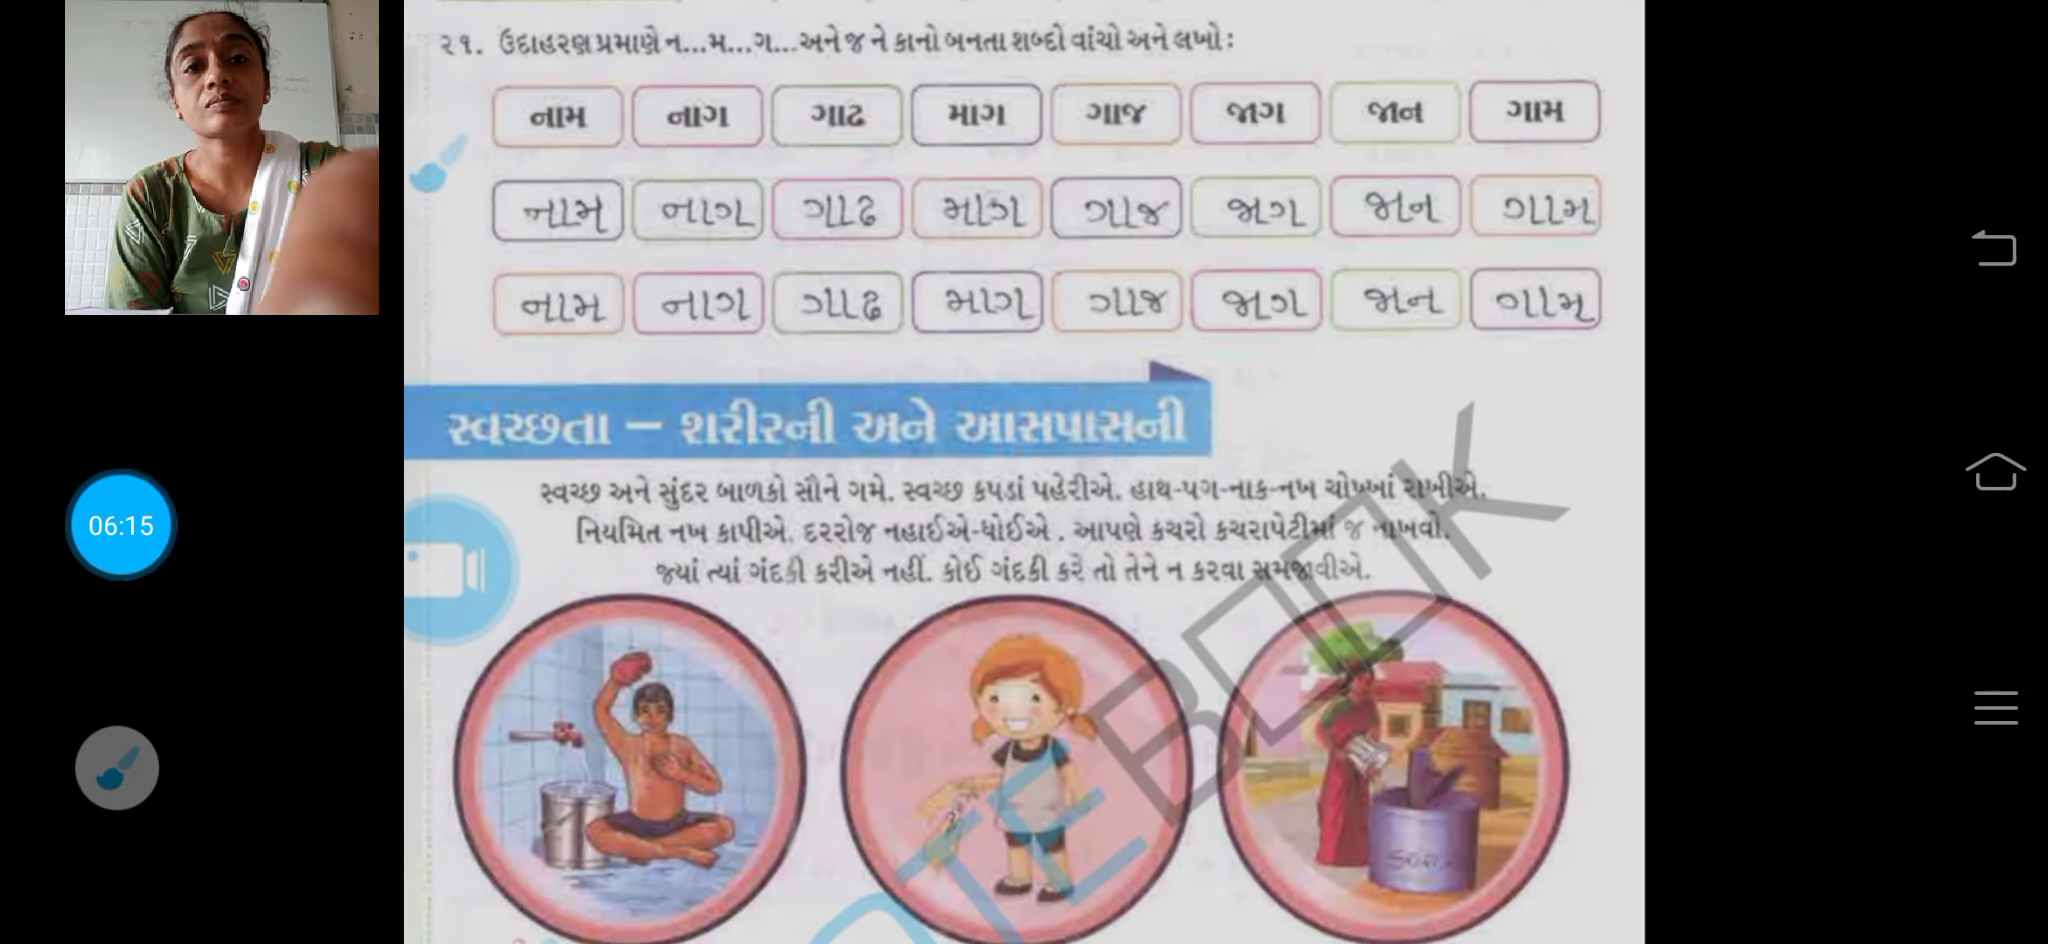 ૨૧. ઉદાહરણ પ્રમાણે ન...મ...ગ...અને જ ને કાનો બનતા શબ્દો વાંચો અને લખો :
નામ નાગ ગાઢ માગ ગાજ જાગ જાન ગામ
નામ નાગ ગાઢ માગ ગાજ જાગ જાન ગામ
નામ નાગ ગાઢ માગ ગાજ જાગ જાન ગામ
સ્વચ્છતા – શરીરની અને આસપાસની
સ્વચ્છ અને સુંદર બાળકો સૌને ગમે. સ્વચ્છ કપડાં પહેરીએ. હાથ-પગ-નાક-નખ ચોખ્ખાં રાખીએ.
નિયમિત નખ કાપીએ. દરરોજ નહાઈએ-ધોઈએ . આપણે કચરો કચરાપેટીમાં જ નાખવો.
જ્યાં ત્યાં ગંદકી કરીએ નહીં. કોઈ ગંદકી કરે તો તેને ન કરવા સમજાવીએ.
06:15